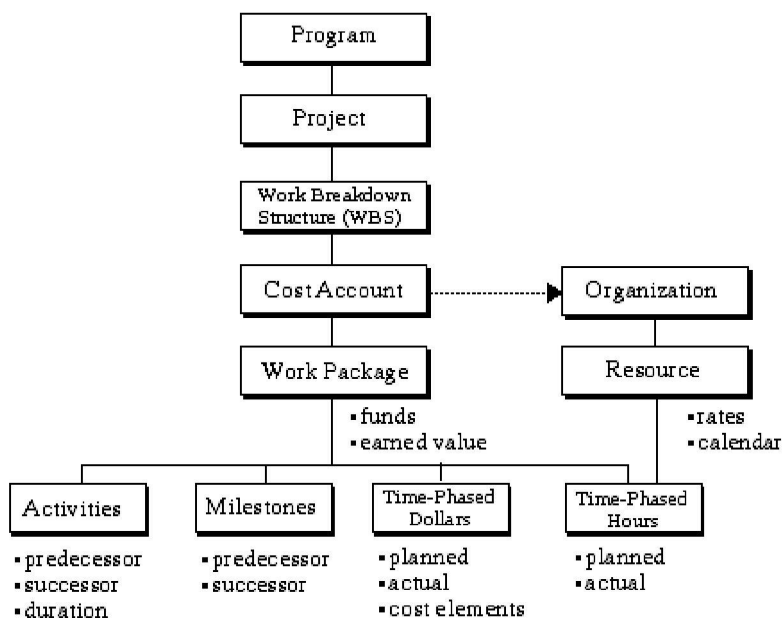 Program
Project
Work Breakdown
Structure (WBS)
Cost Account
Organization
Work Package
Resource
▪funds
▪earned value
▪rates
▪calendar
Activities
Milestones
Time-Phased
Dollars
Time-Phased
Hours
▪predecessor
▪successor
▪duration
▪predecessor
▪successor
▪planned
▪actual
▪cost elements
▪planned
▪actual